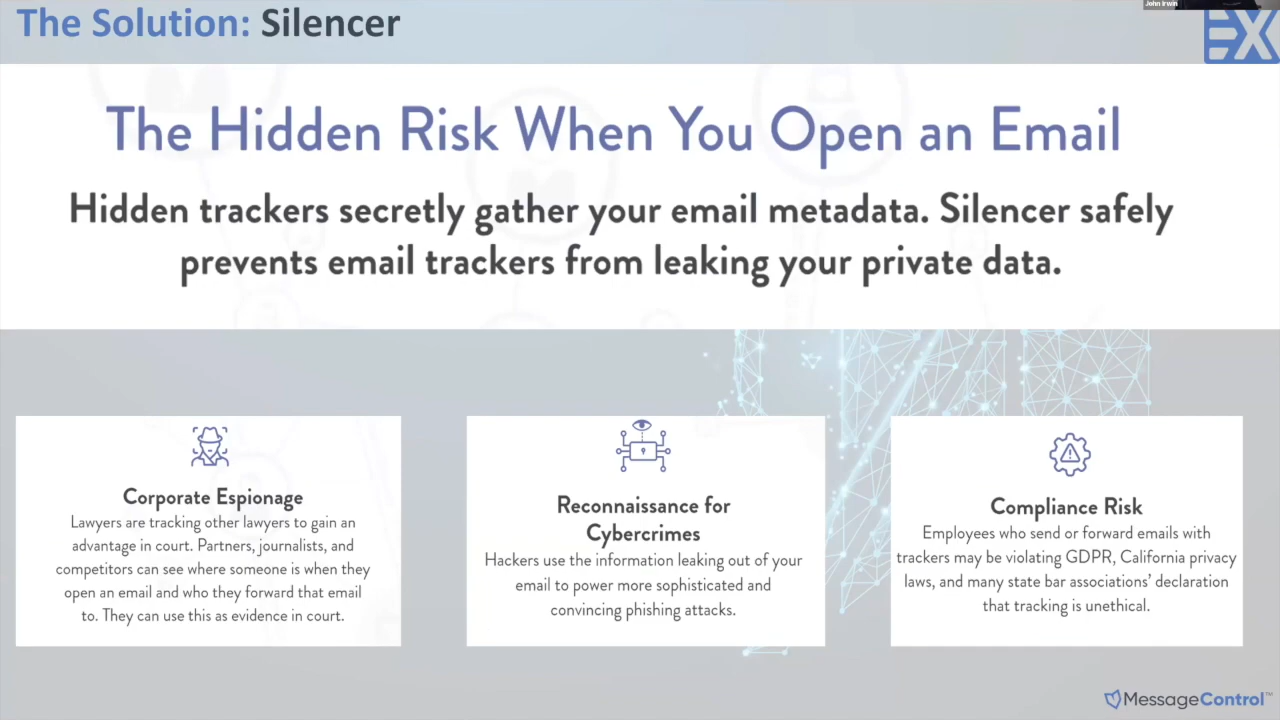 John Irwin
The Solution: Silencer
EX
The Hidden Risk When You Open an Email
Hidden trackers secretly gather your email metadata. Silencer safely
prevents email trackers from leaking your private data.
Corporate Espionage
Lawyers are tracking other lawyers to gain an
advantage in court. Partners, journalists, and
competitors can see where someone is when they
open an email and who they forward that email
to. They can use this as evidence in court.
Reconnaissance for
Cybercrimes
Hackers use the information leaking out of your
email to power more sophisticated and
convincing phishing attacks.
Compliance Risk
Employees who send or forward emails with
trackers may be violating GDPR, California privacy
laws, and many state bar associations’ declaration
that tracking is unethical.
MessageControl™